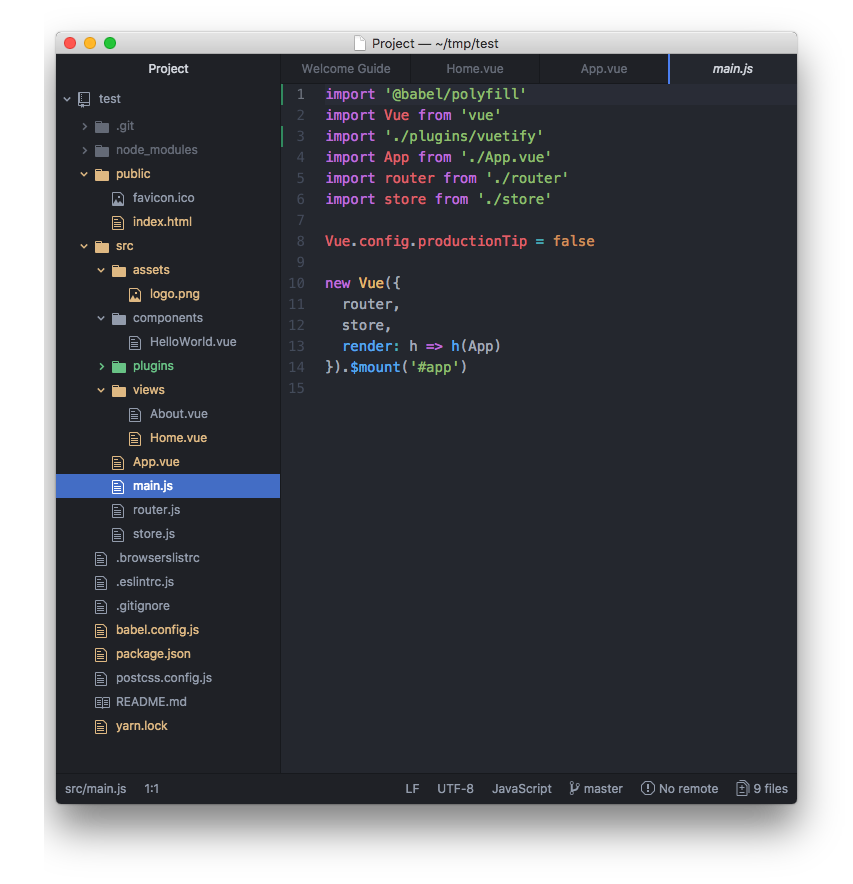 Project — ~/tmp/test
Project
Welcome Guide
Home.vue
App.vue
main.js
test
.git
node_modules
public
favicon.ico
index.html
src
assets
logo.png
components
HelloWorld.vue
plugins
views
About.vue
Home.vue
App.vue
main.js
router.js
store.js
.browserslistrc
.eslintrc.js
.gitignore
babel.config.js
package.json
postcss.config.js
README.md
yarn.lock
1 import '@babel/polyfill'
2 import Vue from 'vue'
3 import './plugins/vuetify'
4 import App from './App.vue'
5 import router from './router'
6 import store from './store'
7
8 Vue.config.productionTip = false
9
10 new Vue({
11   router,
12   store,
13   render: h => h(App)
14 }).$mount('#app')
15
src/main.js 1:1 LF UTF-8 JavaScript master No remote 9 files